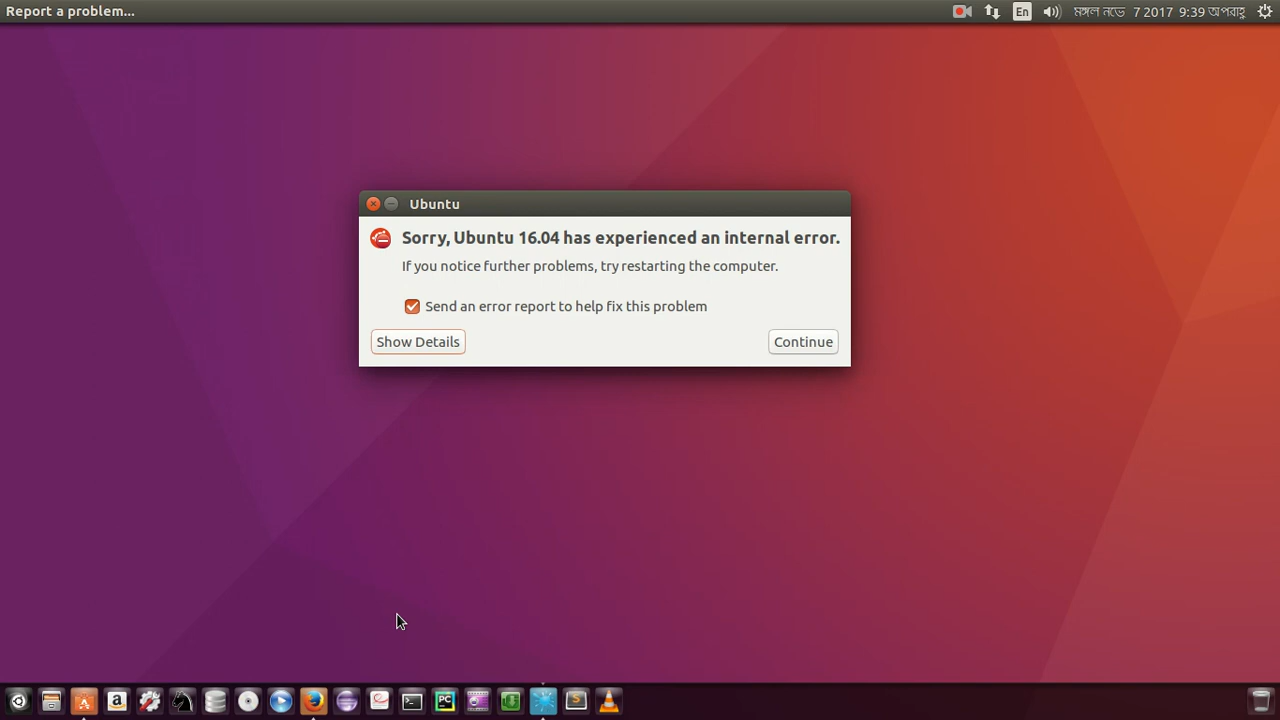 Report a problem...
En
মঙ্গল নভে 7 2017 9:39 অপরাহ্ণ
Ubuntu
Sorry, Ubuntu 16.04 has experienced an internal error.
If you notice further problems, try restarting the computer.
Send an error report to help fix this problem
Show Details
Continue